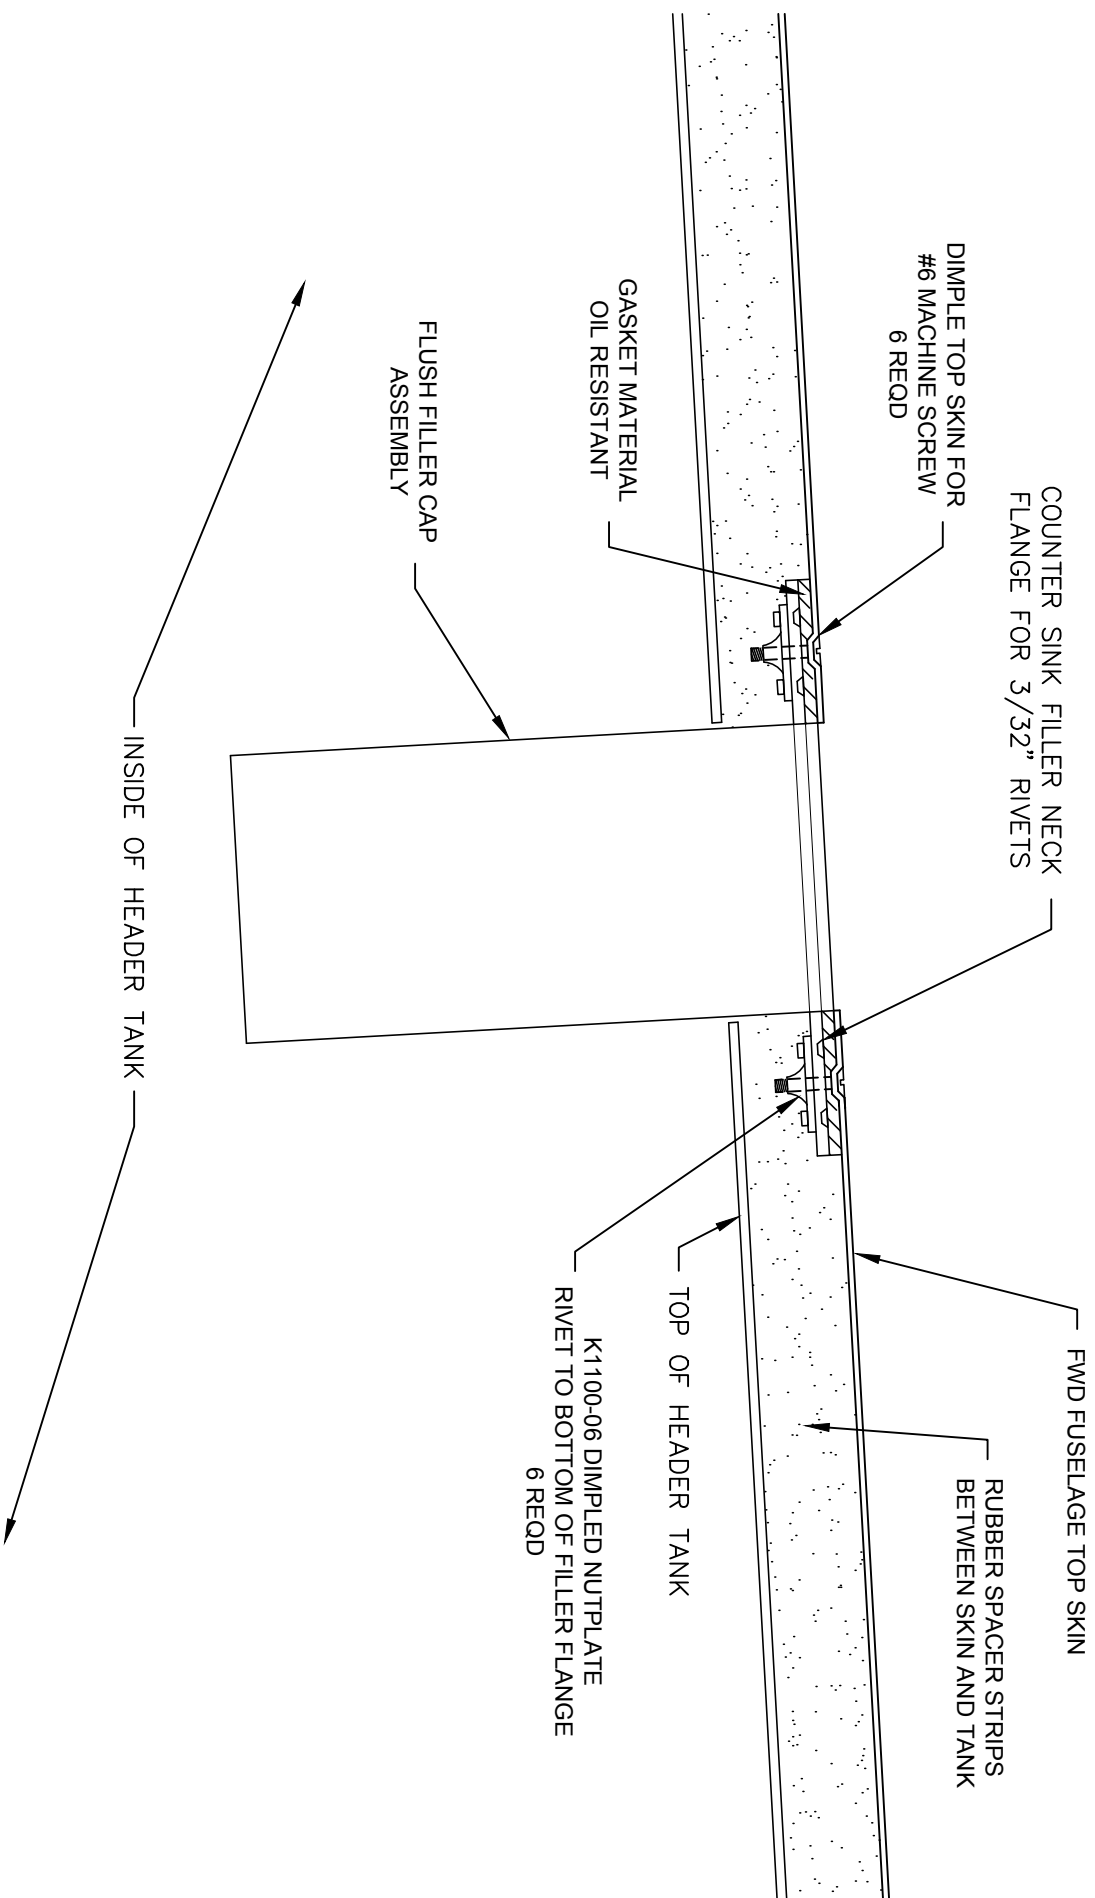 DIMPLE TOP SKIN FOR
#6 MACHINE SCREW
6 REQD
COUNTER SINK FILLER NECK
FLANGE FOR 3/32" RIVETS
FWD FUSELAGE TOP SKIN
RUBBER SPACER STRIPS
BETWEEN SKIN AND TANK
GASKET MATERIAL
OIL RESISTANT
TOP OF HEADER TANK
K1100-06 DIMPLED NUTPLATE
RIVET TO BOTTOM OF FILLER FLANGE
6 REQD
FLUSH FILLER CAP
ASSEMBLY
INSIDE OF HEADER TANK